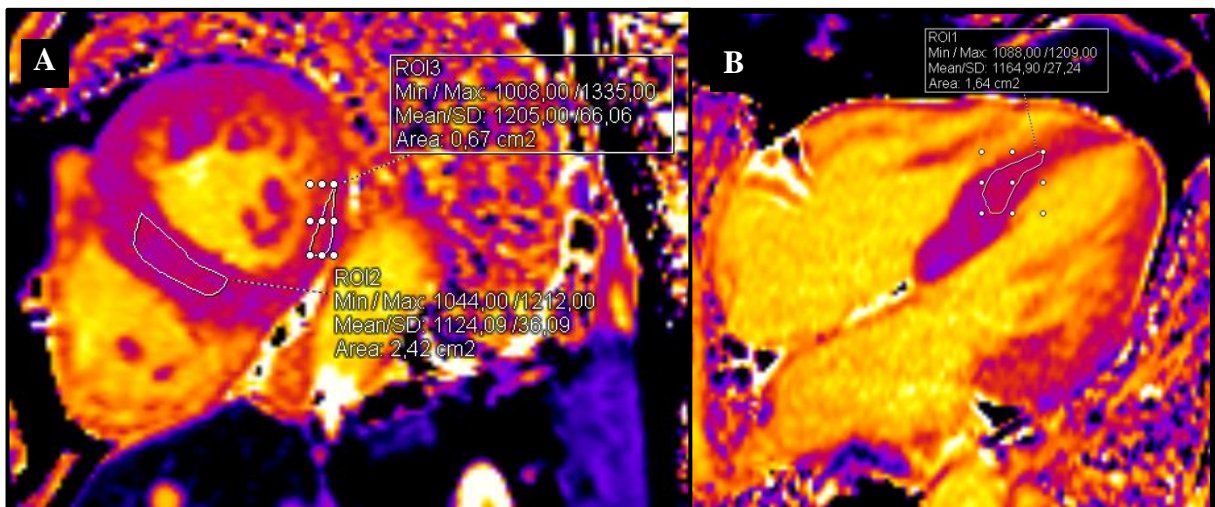 A
ROI3
Min / Max: 1008,00 /1335,00
Mean/SD: 1205,00 /66,06
Area: 0,67 cm2
ROI2
Min / Max: 1044,00 /1212,00
Mean/SD: 1124,09 /36,09
Area: 2,42 cm2
B
ROI1
Min / Max: 1088,00 /1209,00
Mean/SD: 1164,90 /27,24
Area: 1,64 cm2